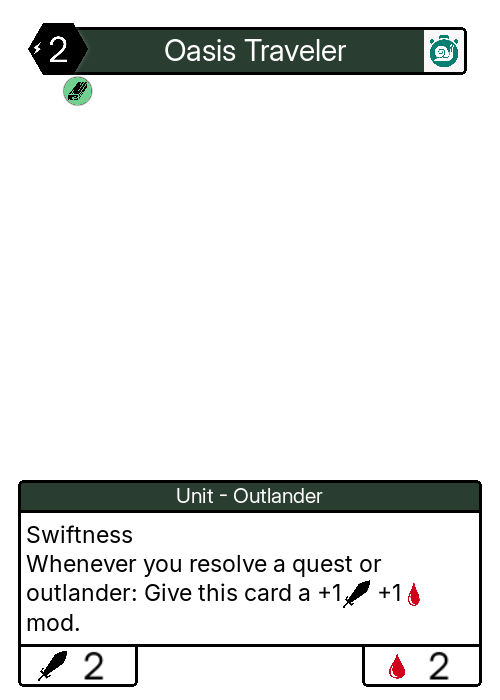 2
Oasis Traveler
Unit - Outlander
Swiftness
Whenever you resolve a quest or
outlander: Give this card a +1 +1
mod.
2
2